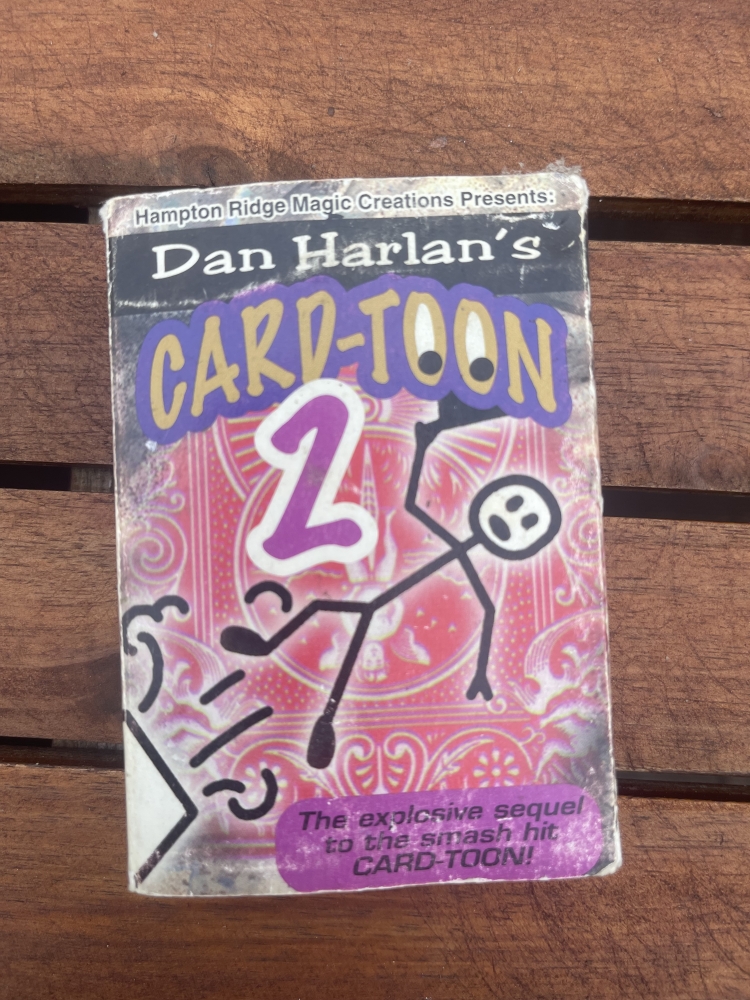 Hampton Ridge Magic Creations Presents:
Dan Harlan's
CARD-TOON
2
The explosive sequel
to the smash hit
CARD-TOON!